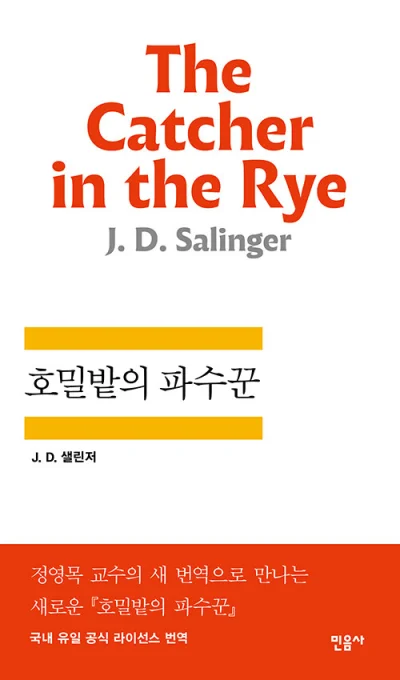 The
Catcher
in the Rye
J. D. Salinger
호밀밭의 파수꾼
J. D. 샐린저
정영목 교수의 새 번역으로 만나는
새로운 『호밀밭의 파수꾼』
국내 유일 공식 라이선스 번역
민음사